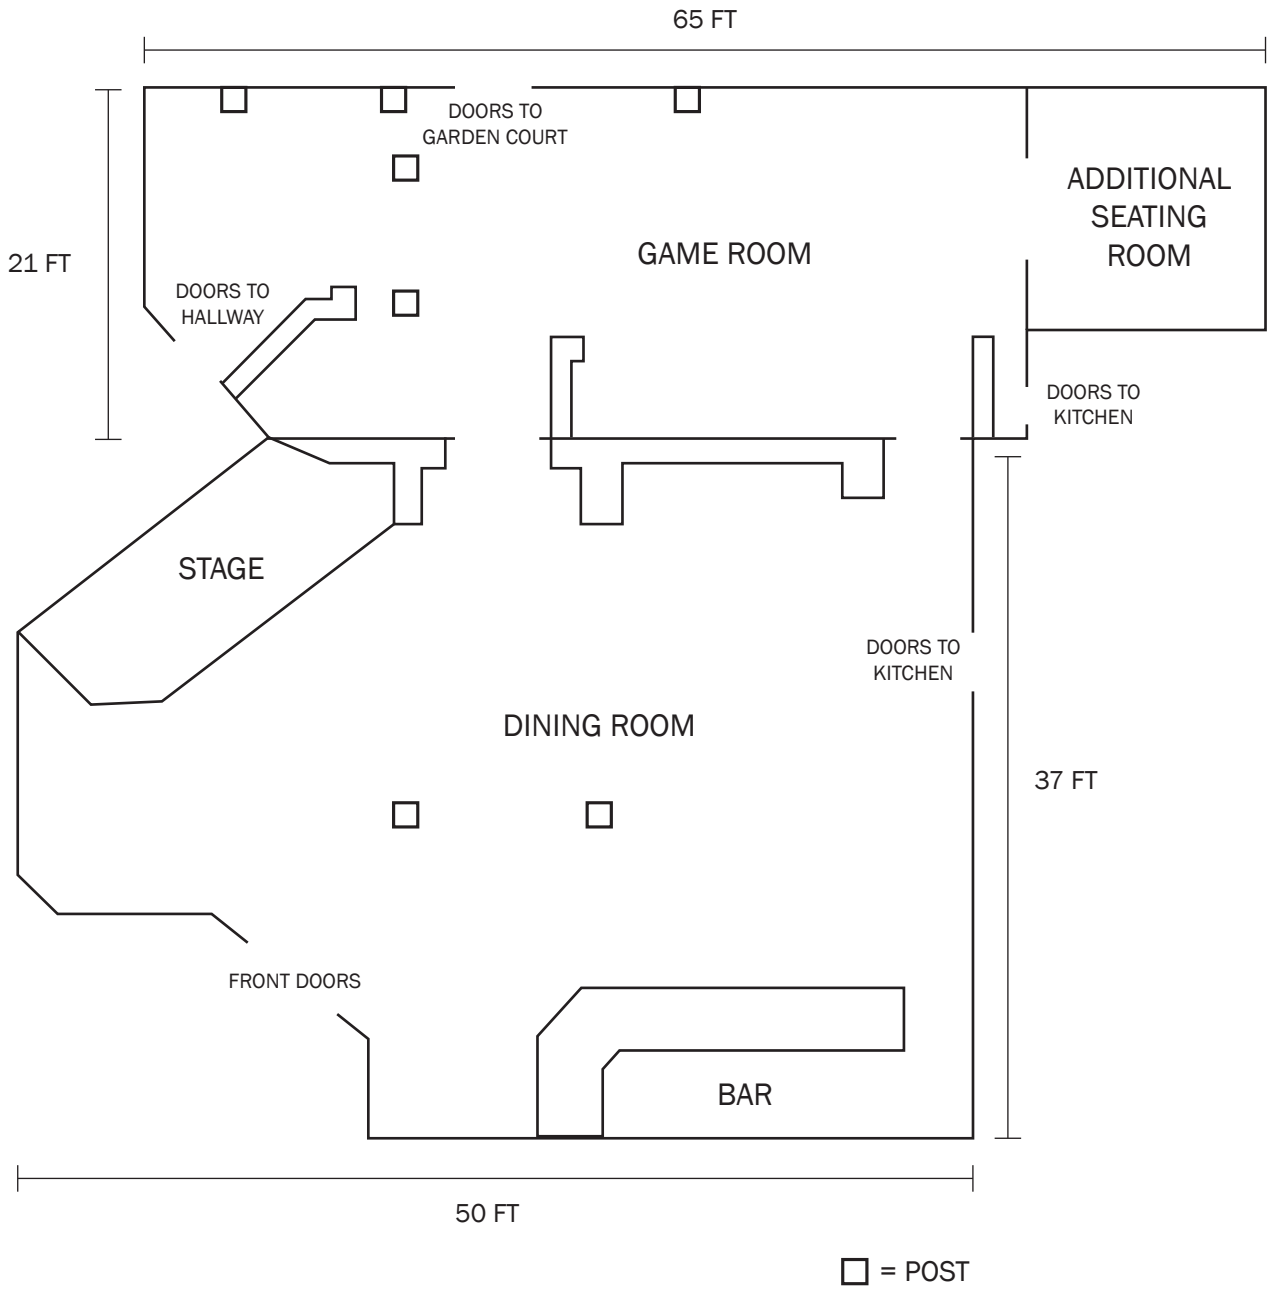 65 FT
DOORS TO
GARDEN COURT
ADDITIONAL
SEATING
ROOM
21 FT
GAME ROOM
DOORS TO
HALLWAY
DOORS TO
KITCHEN
STAGE
DOORS TO
KITCHEN
DINING ROOM
37 FT
FRONT DOORS
BAR
50 FT
= POST